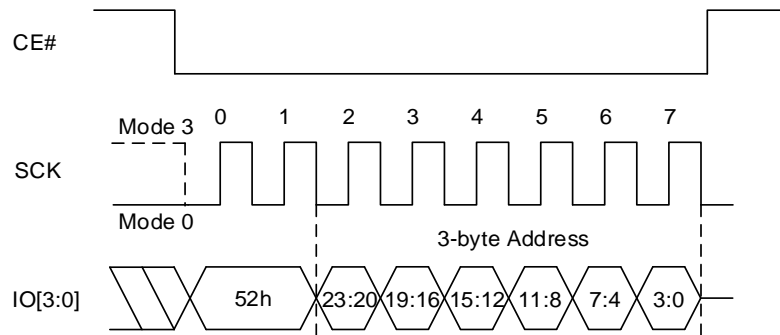 CE#
Mode 3 0 1 2 3 4 5 6 7
SCK
Mode 0
3-byte Address
IO[3:0] 52h 23:20 19:16 15:12 11:8 7:4 3:0